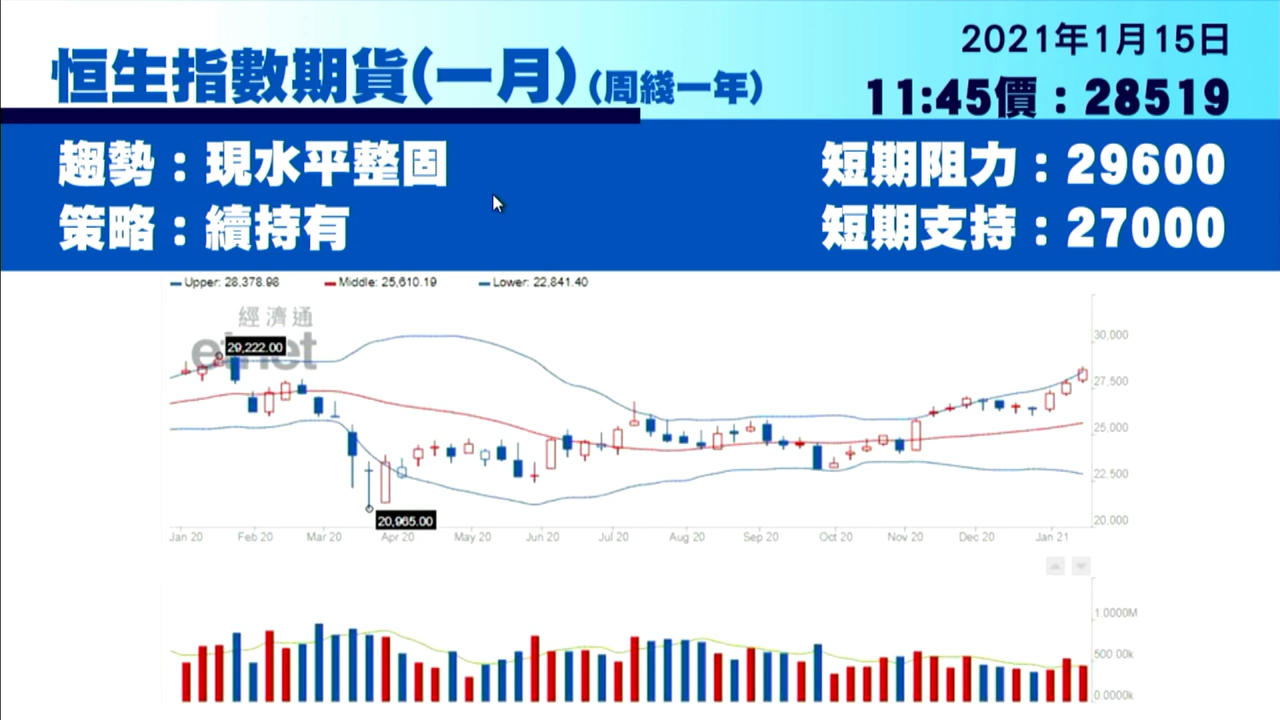 恒生指數期貨(一月)(周綫一年)
2021年1月15日
11:45價：28519
趨勢：現水平整固
短期阻力：29600
策略：續持有
短期支持：27000
Upper: 28,378.98 Middle: 25,610.19 Lower: 22,841.40
經濟通
etnet
29,222.00
30,000
27,500
25,000
22,500
20,000
20,965.00
Jan 20 Feb 20 Mar 20 Apr 20 May 20 Jun 20 Jul 20 Aug 20 Sep 20 Oct 20 Nov 20 Dec 20 Jan 21
1.0000M
500.00k
0.0000k